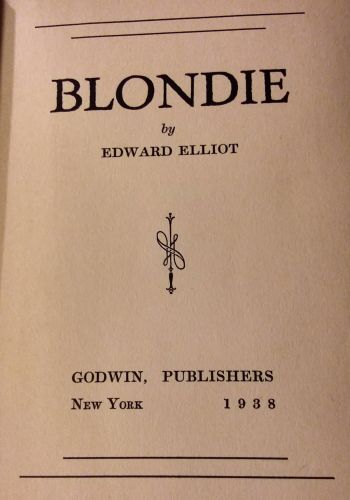 BLONDIE
by
EDWARD ELLIOT
GODWIN, PUBLISHERS
NEW YORK 1938